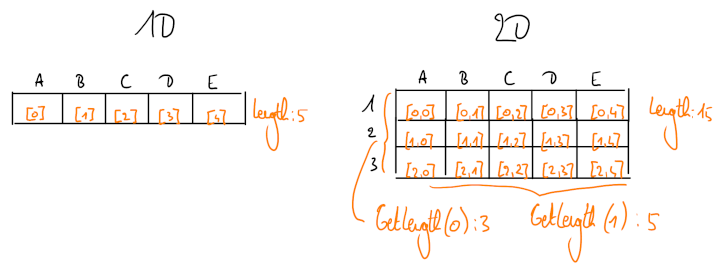 1D
A B C D E
[0] [1] [2] [3] [4] Length: 5
2D
A B C D E
1 [0,0] [0,1] [0,2] [0,3] [0,4] Length: 15
2 [1,0] [1,1] [1,2] [1,3] [1,4]
3 [2,0] [2,1] [2,2] [2,3] [2,4]
GetLength(0): 3 GetLength(1): 5